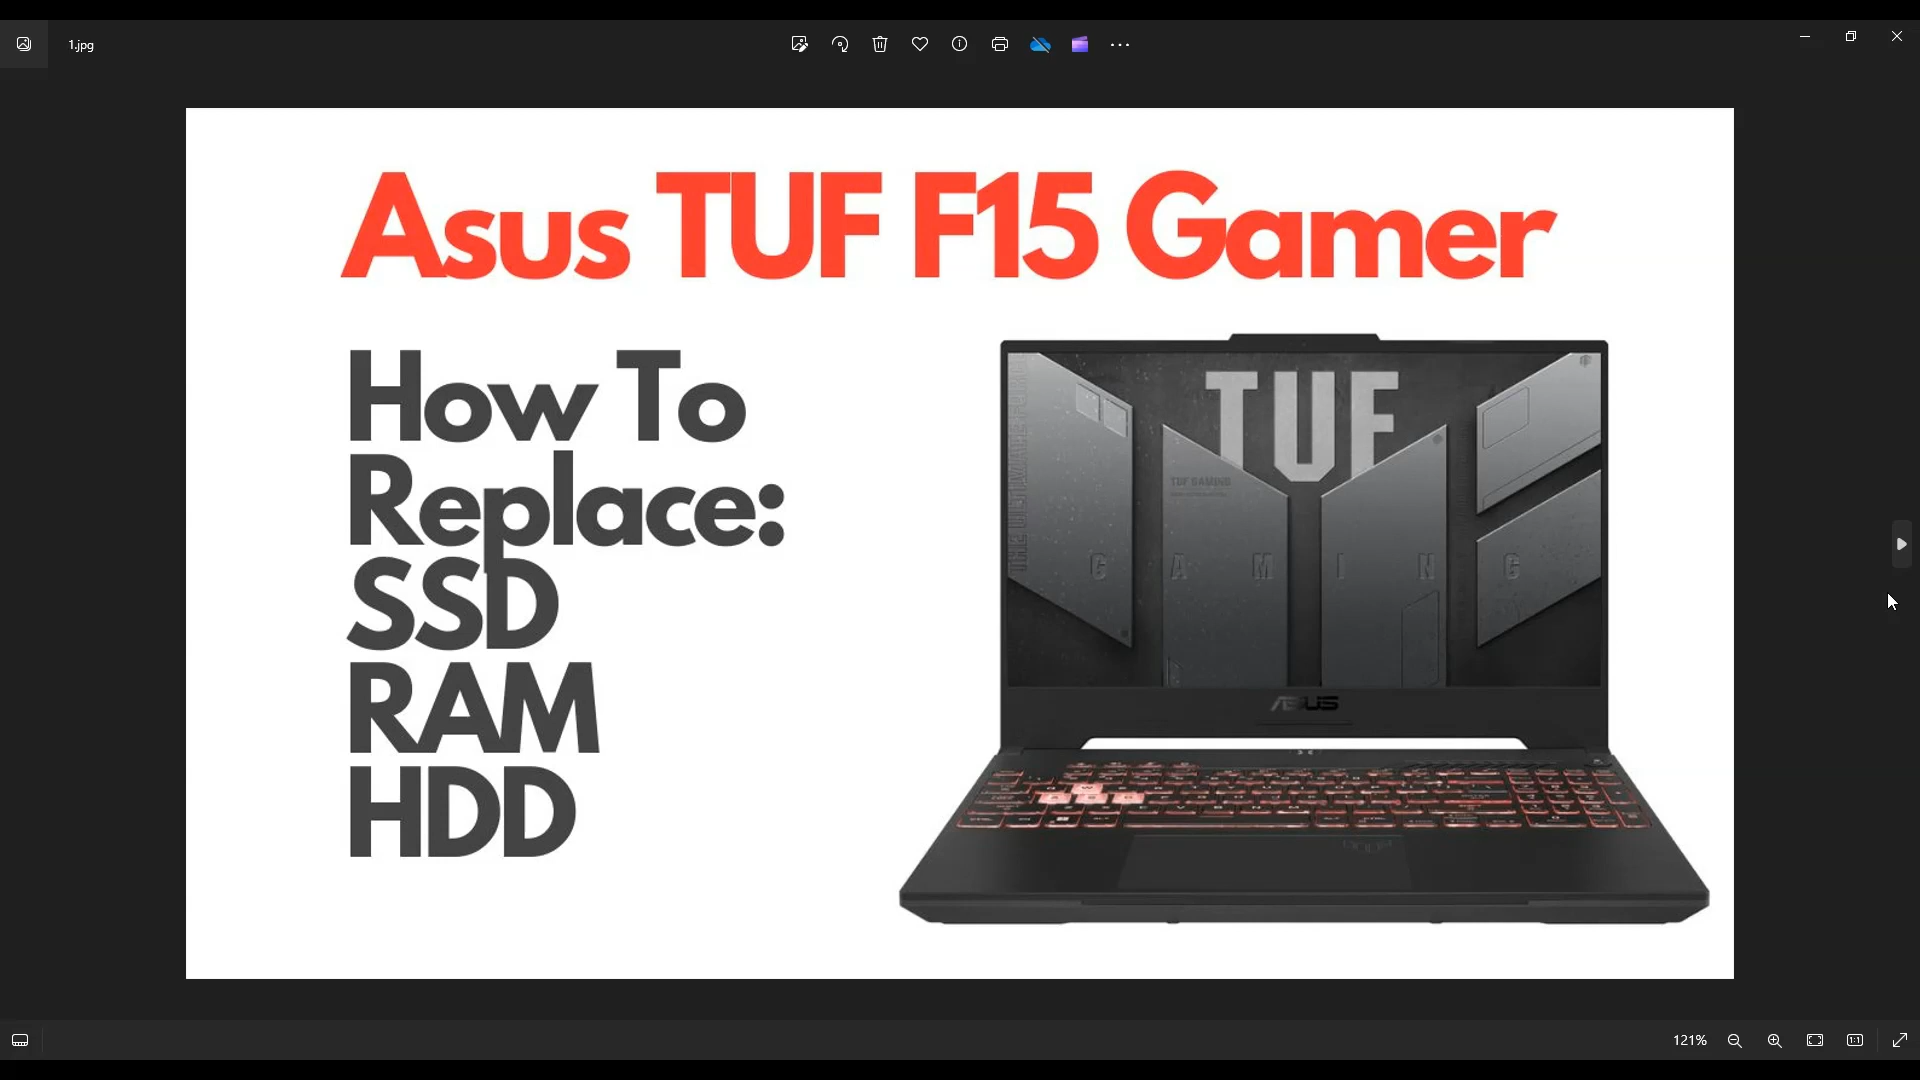 1.jpg
Asus TUF F15 Gamer
How To
Replace:
SSD
RAM
HDD
TUF
TUF GAMING
G A M I N G
ASUS
121%